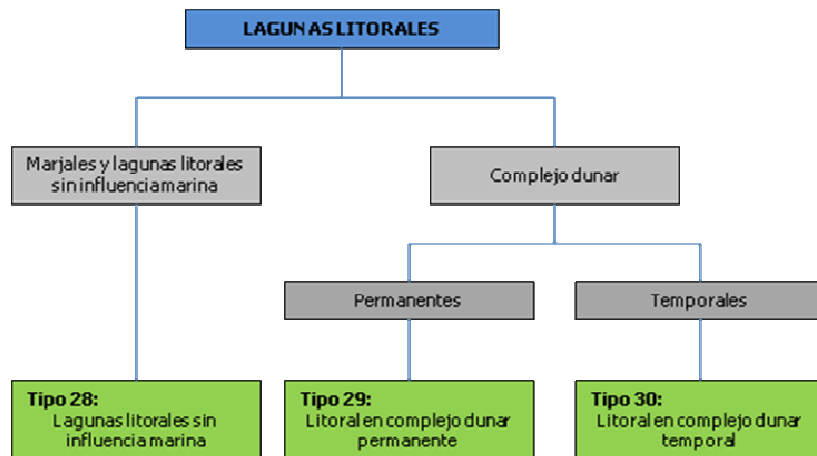 LAGUNAS LITORALES
Marjales y lagunas litorales
sin influencia marina
Complejo dunar
Permanentes
Temporales
Tipo 28:
Lagunas litorales sin
influencia marina
Tipo 29:
Litoral en complejo dunar
permanente
Tipo 30:
Litoral en complejo dunar
temporal